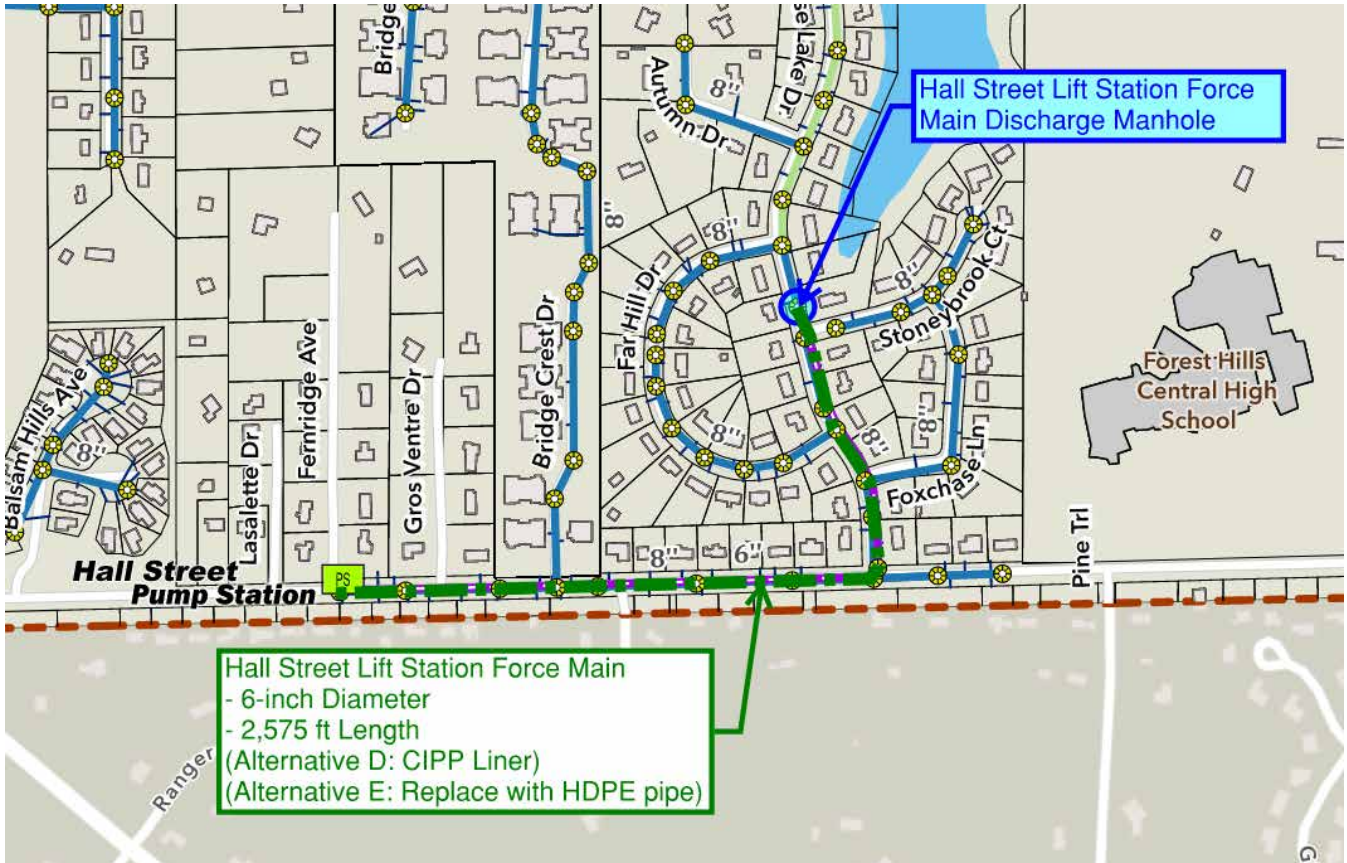 Bridge
Autumn Dr
8"
se Lake Dr
Hall Street Lift Station Force
Main Discharge Manhole
8"
8"
Far Hill Dr
8"
Stoneybrook Ct
Forest Hills
Central High
School
Balsam Hills Ave
8"
Lasalette Dr
Fernridge Ave
Gros Ventre Dr
Bridge Crest Dr
8"
8"
8"
Foxchase Ln
Pine Trl
Hall Street
Pump Station
PS
8"
6"
Hall Street Lift Station Force Main
- 6-inch Diameter
- 2,575 ft Length
(Alternative D: CIPP Liner)
(Alternative E: Replace with HDPE pipe)
Ranger
G